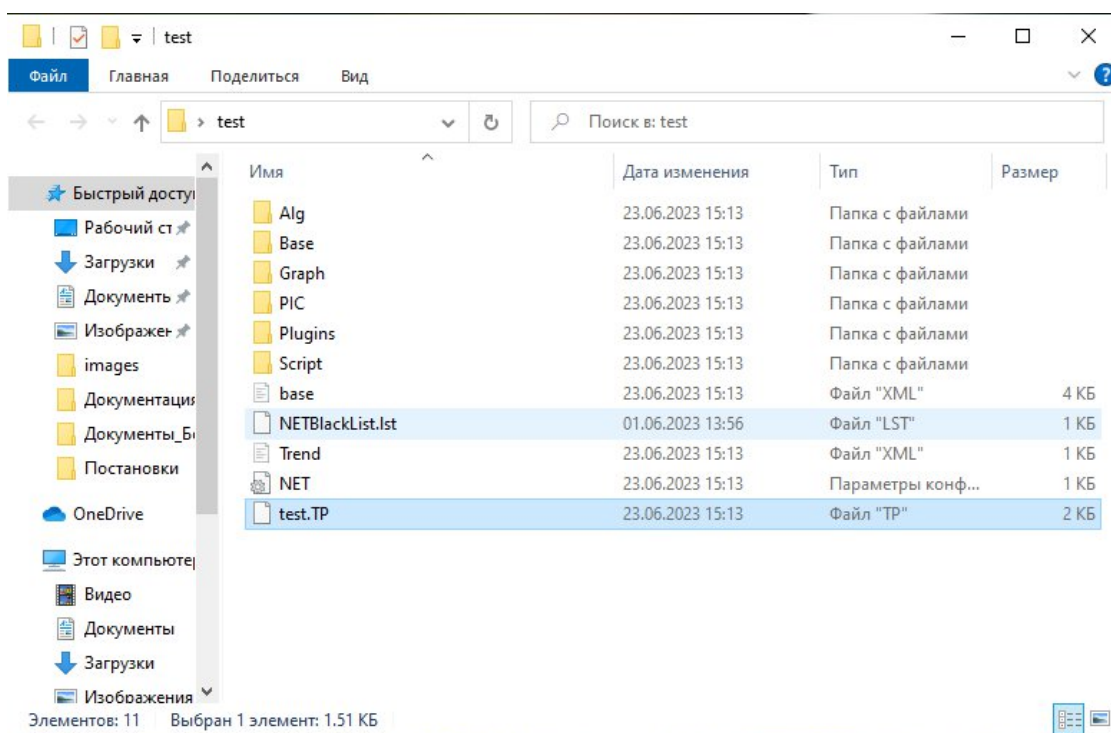 test
Файл Главная Поделиться Вид
test Поиск в: test
Имя Дата изменения Тип Размер
Быстрый доступ
Рабочий ст
Загрузки
Документь
Изображен
images
Документация
Документы_Б
Постановки
OneDrive
Этот компьютер
Видео
Документы
Загрузки
Изображения
Alg 23.06.2023 15:13 Папка с файлами
Base 23.06.2023 15:13 Папка с файлами
Graph 23.06.2023 15:13 Папка с файлами
PIC 23.06.2023 15:13 Папка с файлами
Plugins 23.06.2023 15:13 Папка с файлами
Script 23.06.2023 15:13 Папка с файлами
base 23.06.2023 15:13 Файл "XML" 4 КБ
NETBlackList.lst 01.06.2023 13:56 Файл "LST" 1 КБ
Trend 23.06.2023 15:13 Файл "XML" 1 КБ
NET 23.06.2023 15:13 Параметры конф... 1 КБ
test.TP 23.06.2023 15:13 Файл "TP" 2 КБ
Элементов: 11 Выбран 1 элемент: 1.51 КБ